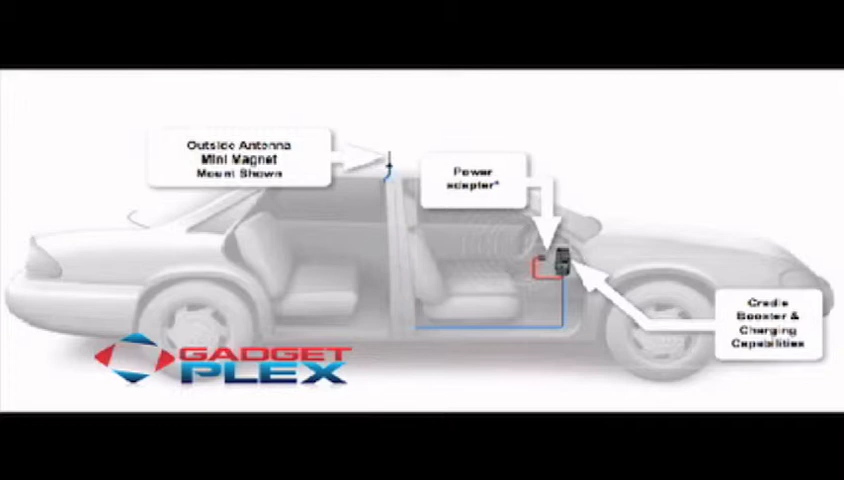 Outside Antenna
Mini Magnet
Mount Shown
Power
adapter*
Cradle
Booster &
Charging
Capabilities
GADGET
PLEX